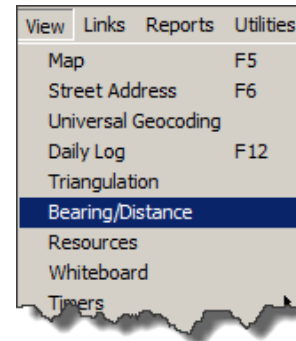 View Links Reports Utilities
Map F5
Street Address F6
Universal Geocoding
Daily Log F12
Triangulation
Bearing/Distance
Resources
Whiteboard
Timers